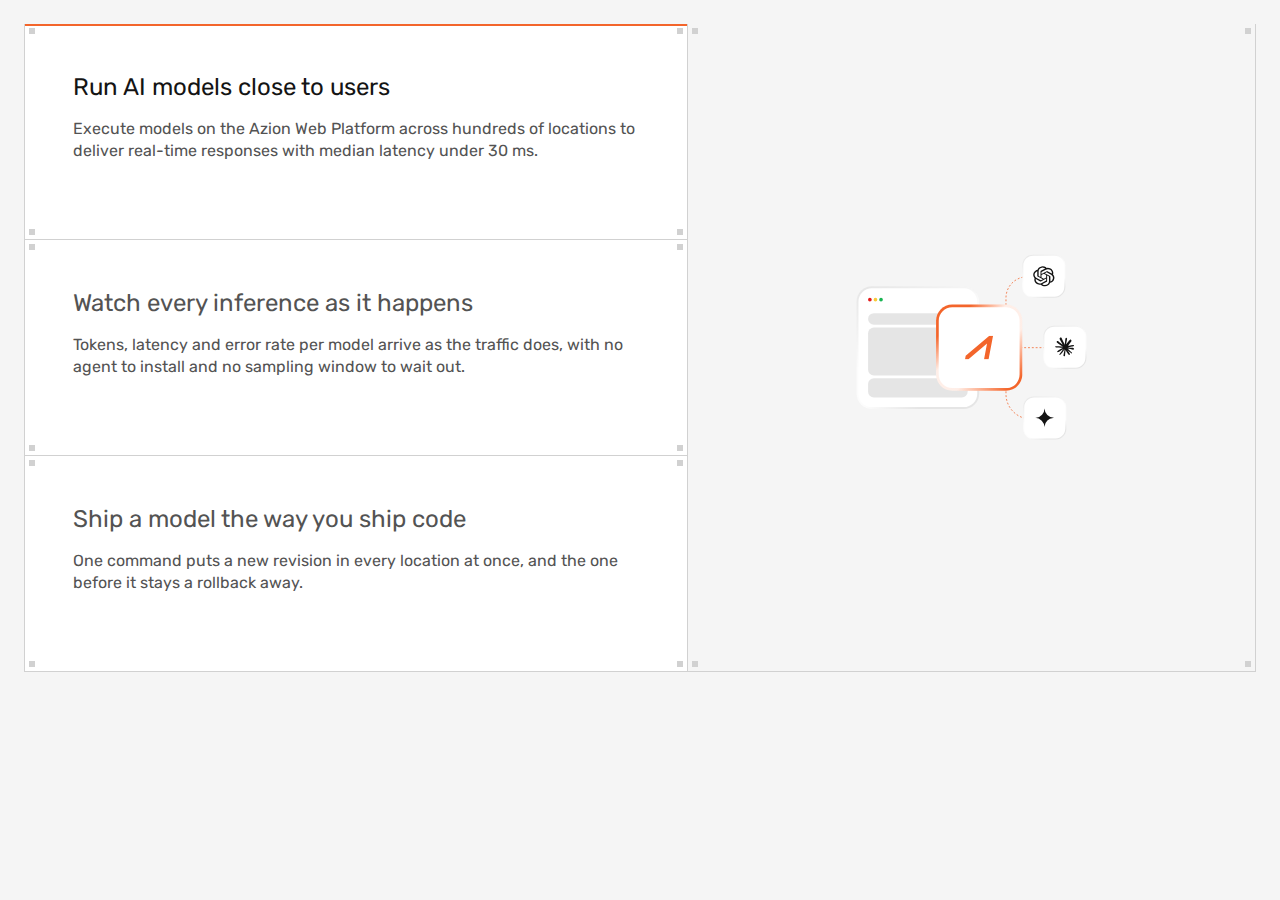 Run AI models close to users
Execute models on the Azion Web Platform across hundreds of locations to
deliver real-time responses with median latency under 30 ms.
Watch every inference as it happens
Tokens, latency and error rate per model arrive as the traffic does, with no
agent to install and no sampling window to wait out.
Ship a model the way you ship code
One command puts a new revision in every location at once, and the one
before it stays a rollback away.